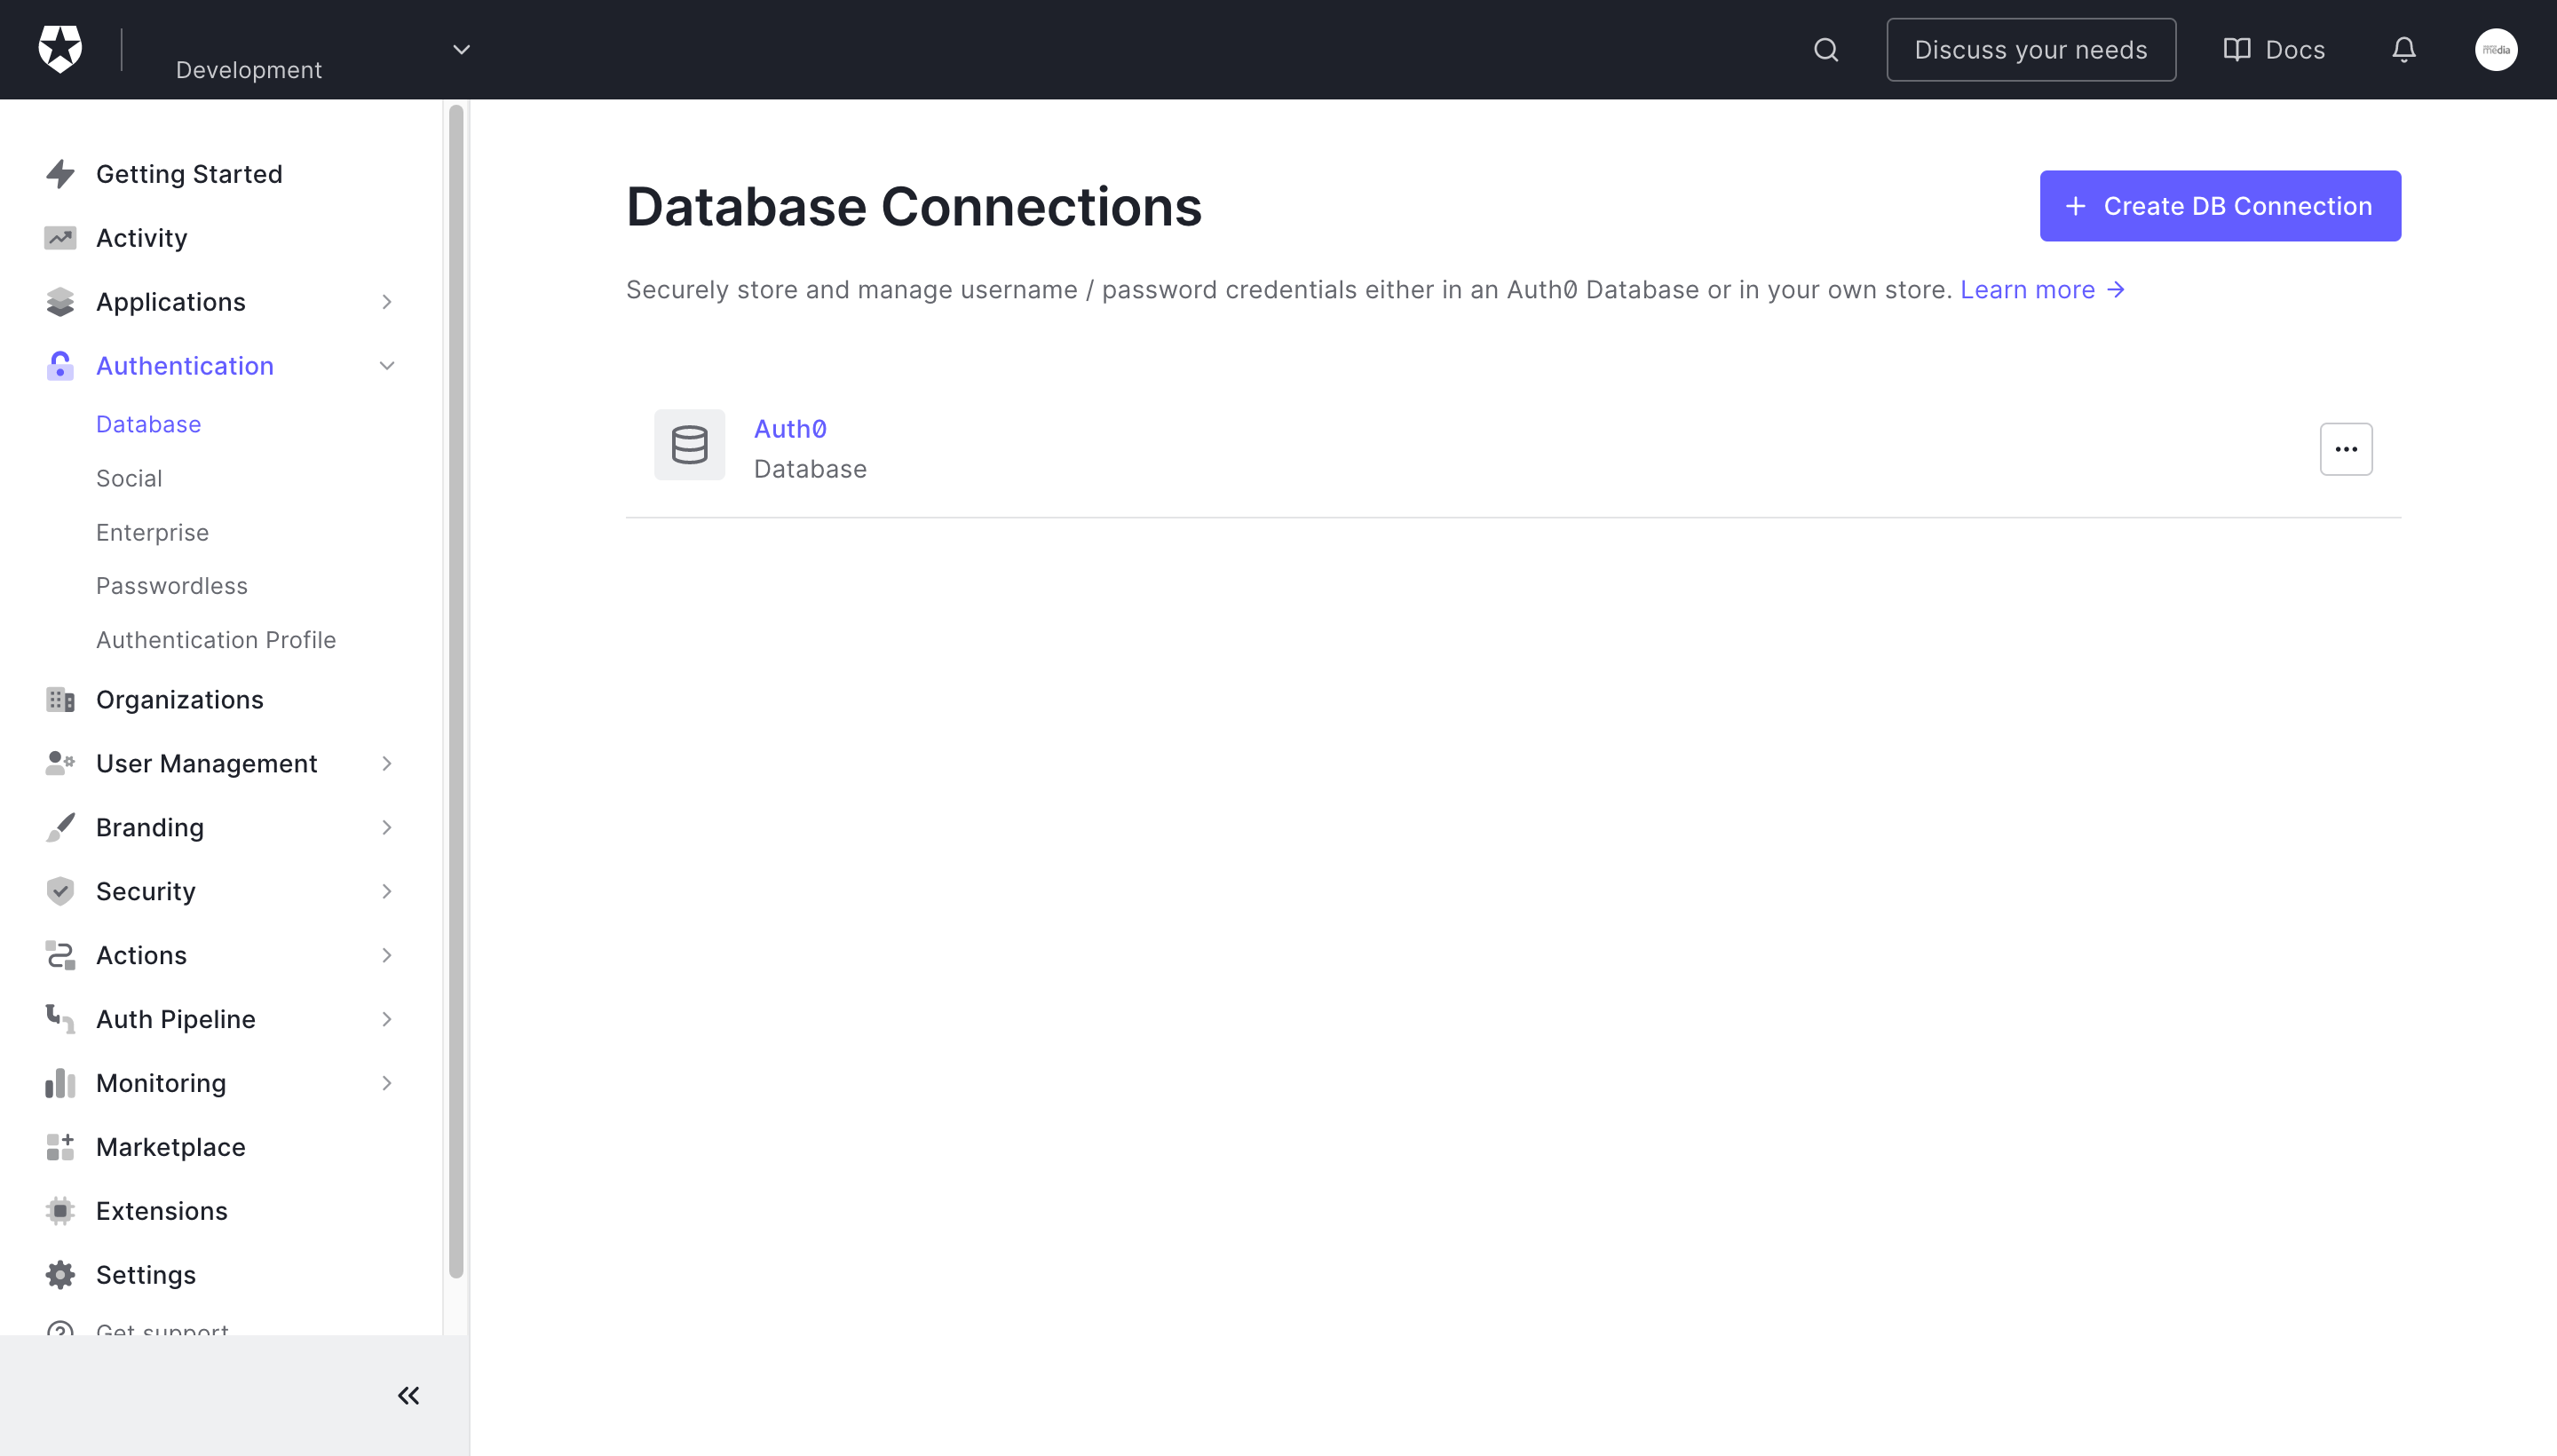 Development
Discuss your needs
Docs
média
Getting Started
Activity
Applications
Authentication
Database
Social
Enterprise
Passwordless
Authentication Profile
Organizations
User Management
Branding
Security
Actions
Auth Pipeline
Monitoring
Marketplace
Extensions
Settings
Get support
Database Connections
Create DB Connection
Securely store and manage username / password credentials either in an Auth0 Database or in your own store. Learn more →
Auth0
Database